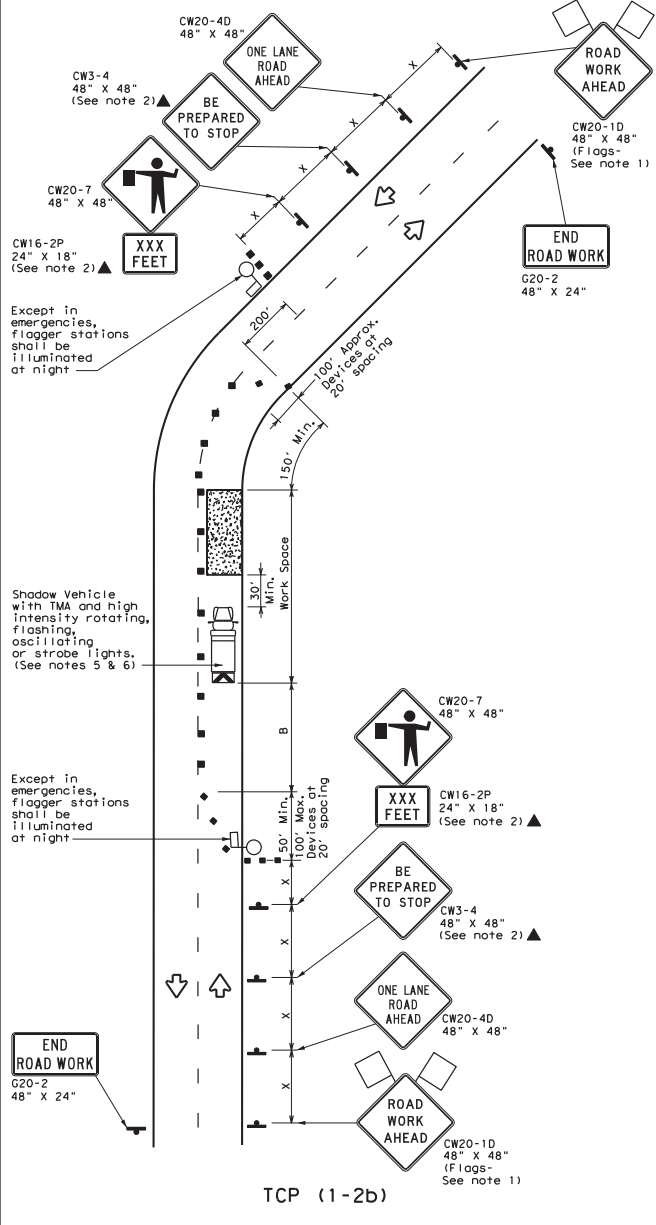 CW20-4D
48" X 48"
ONE LANE
ROAD
AHEAD
X
ROAD
WORK
AHEAD
CW20-1D
48" X 48"
(Flags-
See note 1)
CW3-4
48" X 48"
(See note 2)▲
BE
PREPARED
TO STOP
X
X
CW20-7
48" X 48"
X
CW16-2P
24" X 18"
(See note 2)▲
XXX
FEET
END
ROAD WORK
G20-2
48" X 24"
Except in
emergencies,
flagger stations
shall be
illuminated
at night
200'
100' Approx.
Devices at
20' spacing
150' Min.
Work Space
30'
Min.
Shadow Vehicle
with TMA and high
intensity rotating,
flashing,
oscillating
or strobe lights.
(See notes 5 & 6)
B
CW20-7
48" X 48"
Except in
emergencies,
flagger stations
shall be
illuminated
at night
50' Min.
100' Max.
Devices at
20' spacing
XXX
FEET
CW16-2P
24" X 18"
(See note 2)▲
X
BE
PREPARED
TO STOP
CW3-4
48" X 48"
(See note 2)▲
X
ONE LANE
ROAD
AHEAD
CW20-4D
48" X 48"
X
X
END
ROAD WORK
G20-2
48" X 24"
ROAD
WORK
AHEAD
CW20-1D
48" X 48"
(Flags-
See note 1)
TCP (1-2b)